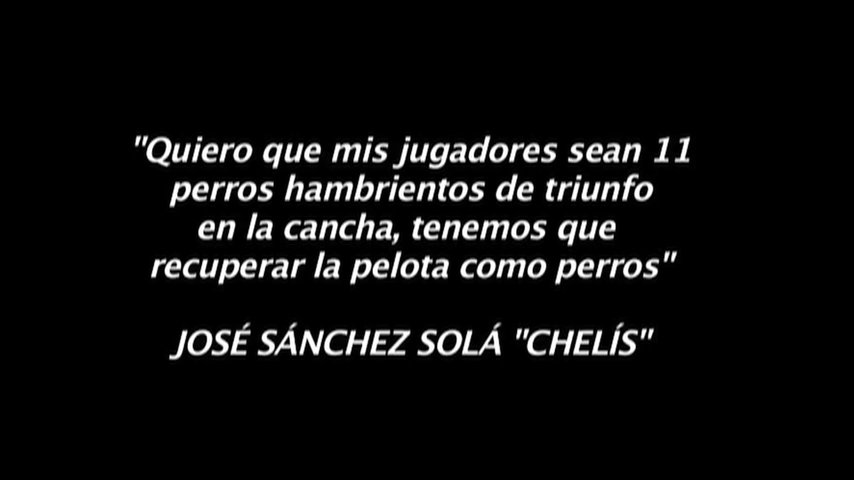 "Quiero que mis jugadores sean 11
perros hambrientos de triunfo
en la cancha, tenemos que
recuperar la pelota como perros"
JOSÉ SÁNCHEZ SOLÁ "CHELÍS"